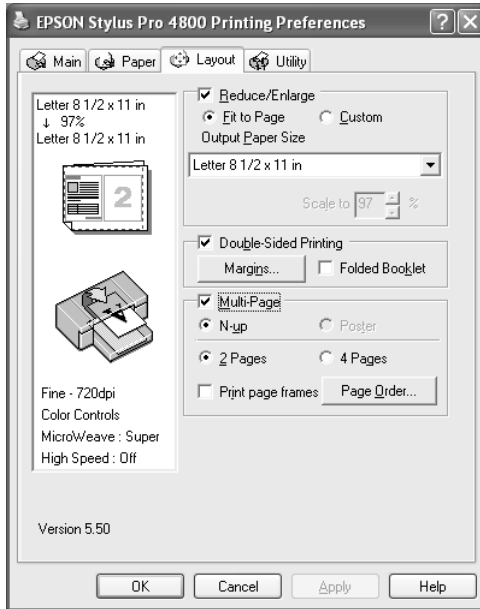 EPSON Stylus Pro 4800 Printing Preferences
Main Paper Layout Utility
Letter 8 1/2 x 11 in
↓ 97%
Letter 8 1/2 x 11 in
2
Fine - 720dpi
Color Controls
MicroWeave : Super
High Speed : Off
Version 5.50
Reduce/Enlarge
Fit to Page Custom
Output Paper Size
Letter 8 1/2 x 11 in
Scale to 97 %
Double-Sided Printing
Margins... Folded Booklet
Multi-Page
N-up Poster
2 Pages 4 Pages
Print page frames Page Order...
OK Cancel Apply Help